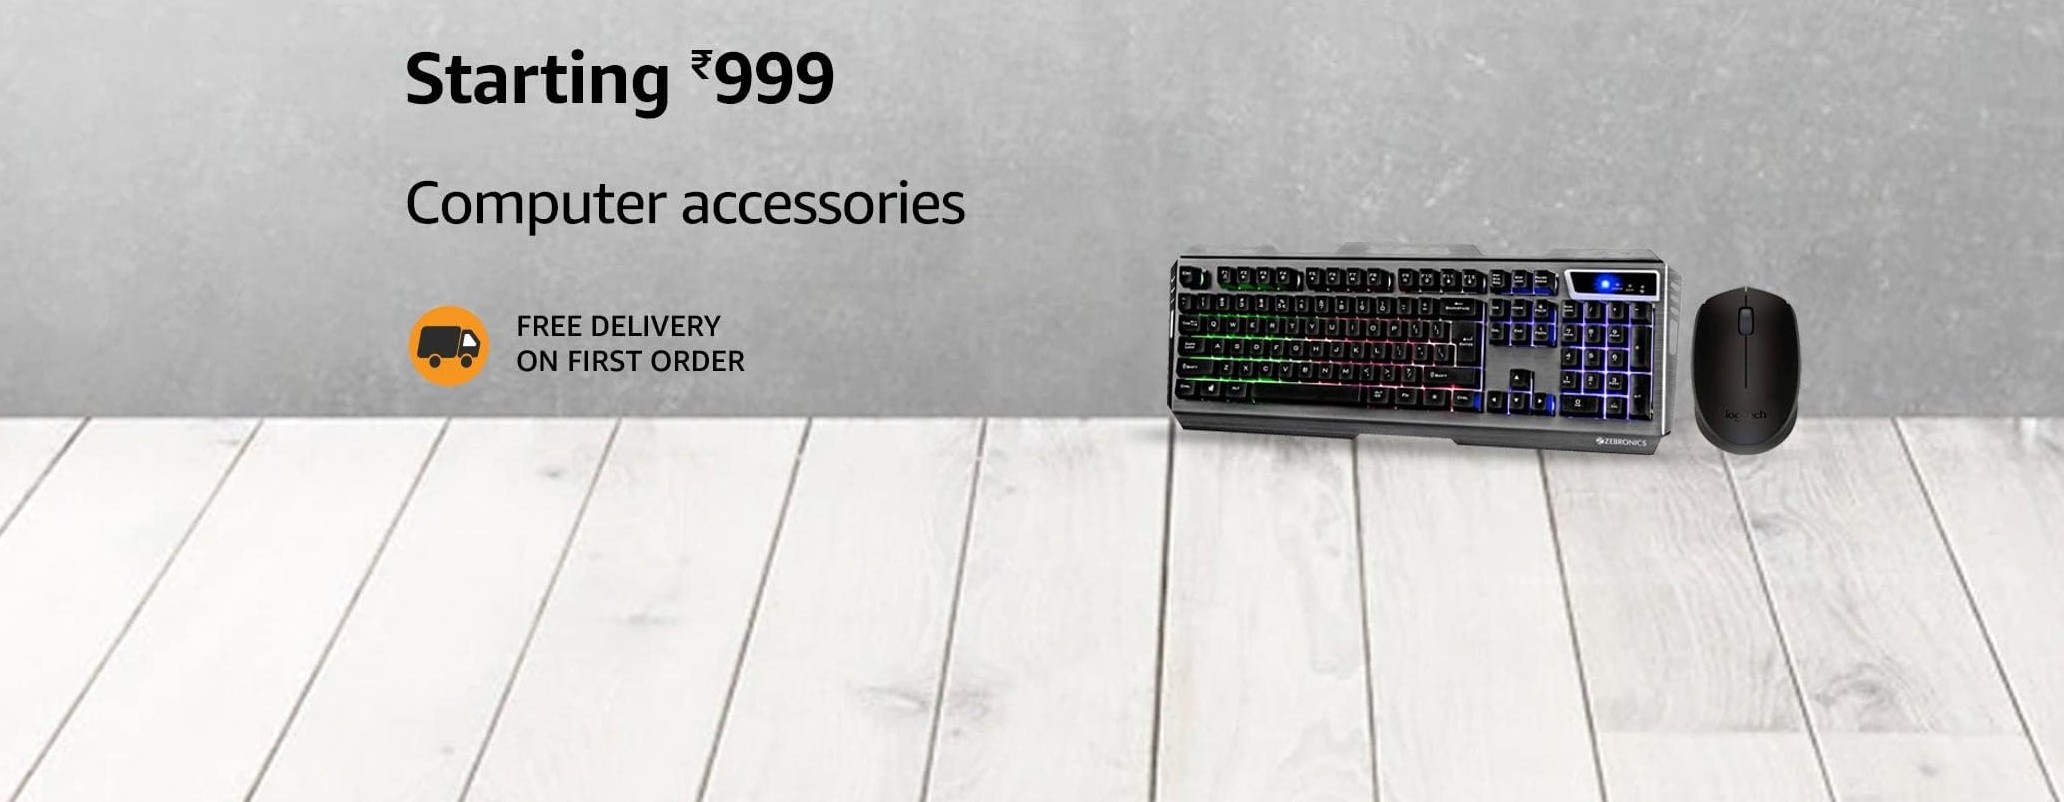 Starting ₹999
Computer accessories
FREE DELIVERY
ON FIRST ORDER
ZEBRONICS
logitech